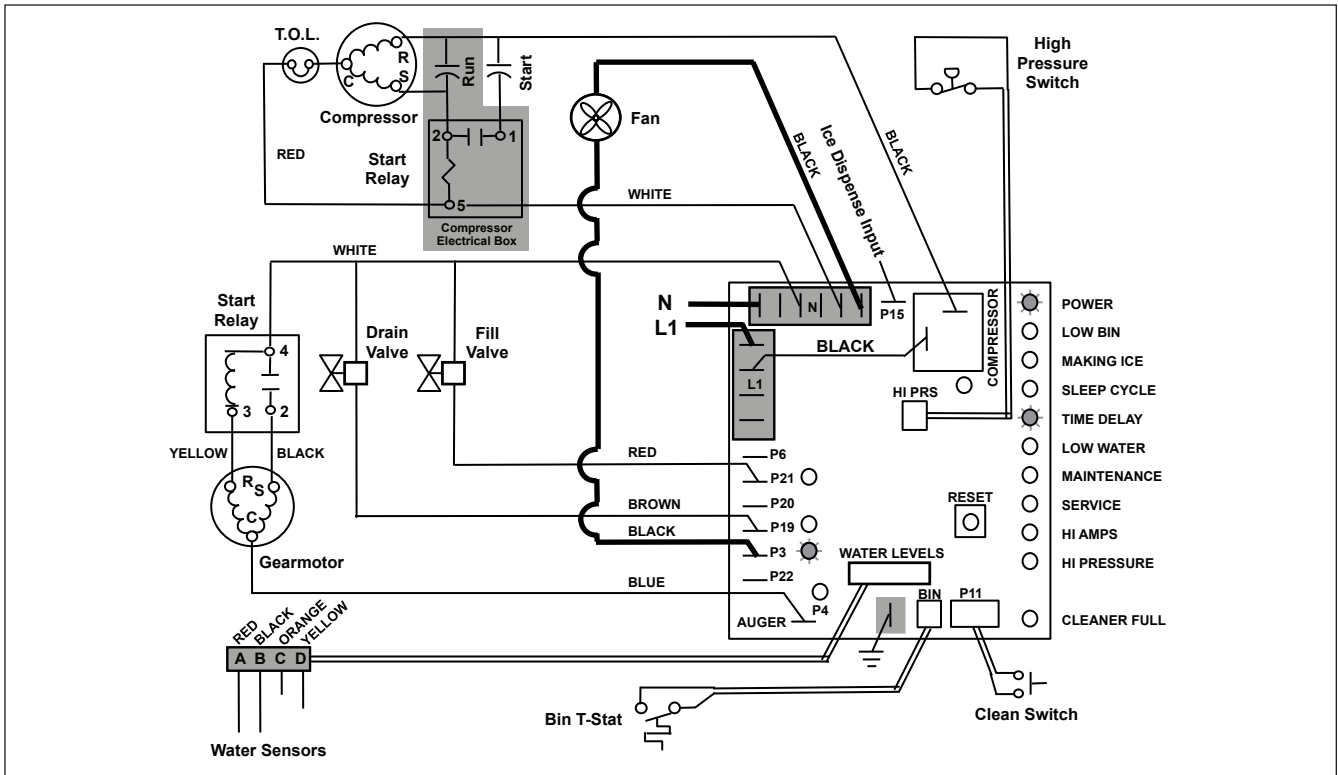 T.O.L.
R
S
C
Compressor
Run
Start
RED
2
1
Start
Relay
5
Compressor
Electrical Box
WHITE
Fan
BLACK
Ice Dispense Input
BLACK
High
Pressure
Switch
WHITE
Start
Relay
4
3
2
YELLOW
BLACK
R
S
C
Gearmotor
Drain
Valve
Fill
Valve
N
L1
N
P15
L1
BLACK
COMPRESSOR
HI PRS
POWER
LOW BIN
MAKING ICE
SLEEP CYCLE
TIME DELAY
LOW WATER
MAINTENANCE
SERVICE
HI AMPS
HI PRESSURE
CLEANER FULL
RED
P6
P21
BROWN
P20
P19
BLACK
P3
P22
BLUE
P4
AUGER
RESET
WATER LEVELS
BIN
P11
RED
BLACK
ORANGE
YELLOW
A B C D
Water Sensors
Bin T-Stat
Clean Switch